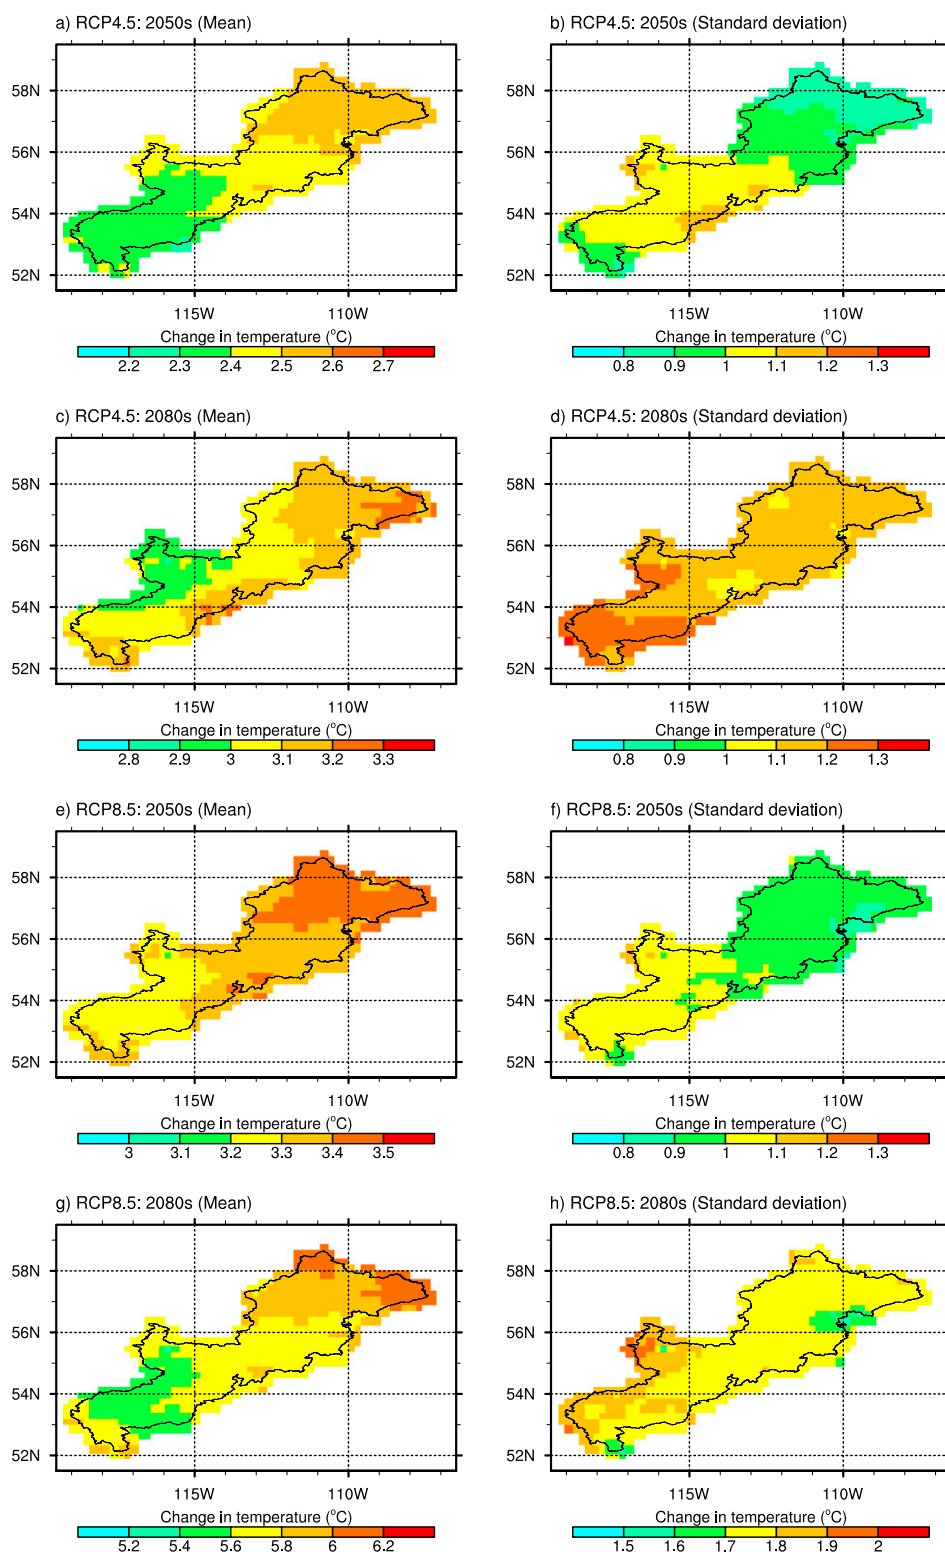 a) RCP4.5: 2050s (Mean)
b) RCP4.5: 2050s (Standard deviation)
58N
56N
54N
52N
58N
56N
54N
52N
115W 110W
115W 110W
Change in temperature (°C)
2.2 2.3 2.4 2.5 2.6 2.7
Change in temperature (°C)
0.8 0.9 1 1.1 1.2 1.3
c) RCP4.5: 2080s (Mean)
d) RCP4.5: 2080s (Standard deviation)
58N
56N
54N
52N
58N
56N
54N
52N
115W 110W
115W 110W
Change in temperature (°C)
2.8 2.9 3 3.1 3.2 3.3
Change in temperature (°C)
0.8 0.9 1 1.1 1.2 1.3
e) RCP8.5: 2050s (Mean)
f) RCP8.5: 2050s (Standard deviation)
58N
56N
54N
52N
58N
56N
54N
52N
115W 110W
115W 110W
Change in temperature (°C)
3 3.1 3.2 3.3 3.4 3.5
Change in temperature (°C)
0.8 0.9 1 1.1 1.2 1.3
g) RCP8.5: 2080s (Mean)
h) RCP8.5: 2080s (Standard deviation)
58N
56N
54N
52N
58N
56N
54N
52N
115W 110W
115W 110W
Change in temperature (°C)
5.2 5.4 5.6 5.8 6 6.2
Change in temperature (°C)
1.5 1.6 1.7 1.8 1.9 2